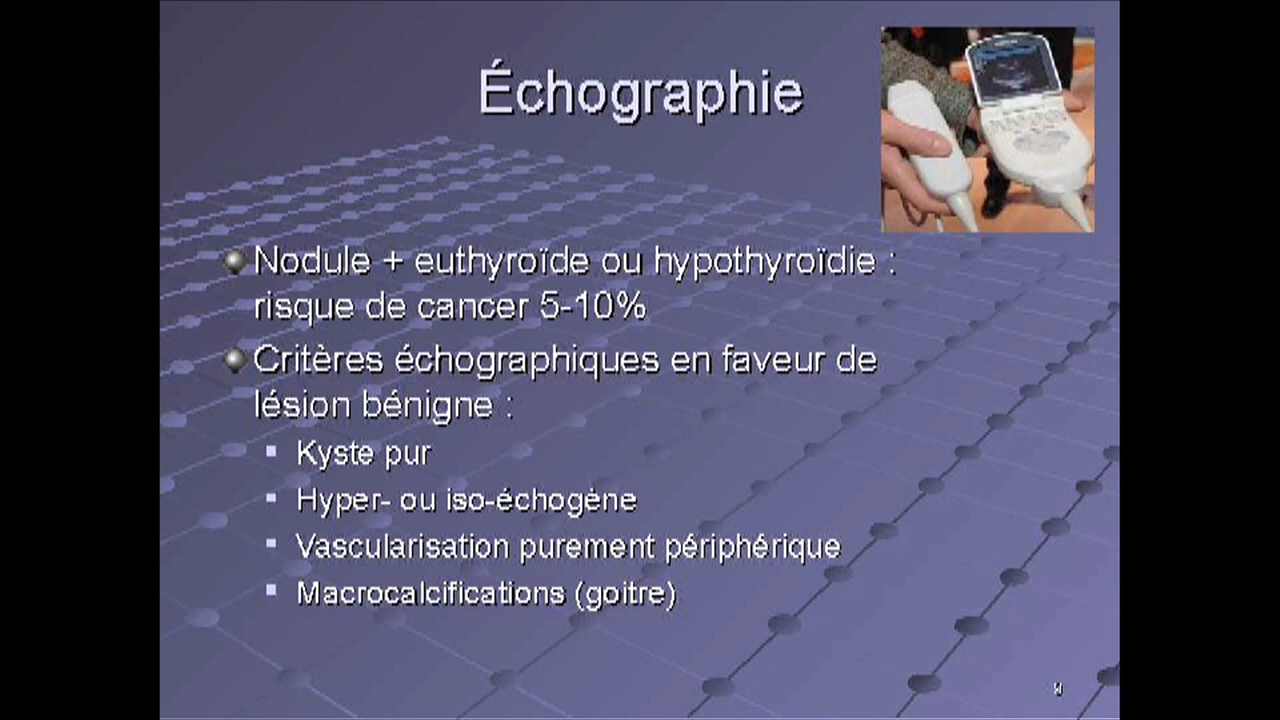 Échographie
Nodule + euthyroïde ou hypothyroïdie :
risque de cancer 5-10%
Critères échographiques en faveur de
lésion bénigne :
Kyste pur
Hyper- ou iso-échogène
Vascularisation purement périphérique
Macrocalcifications (goitre)